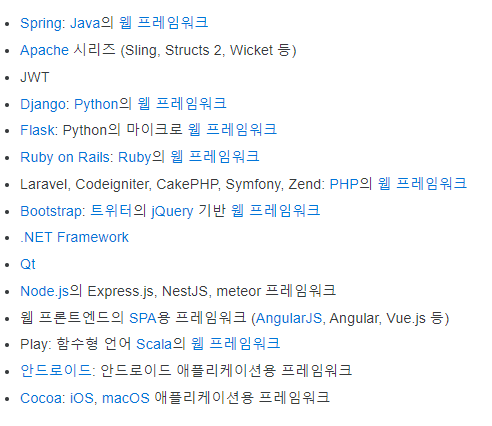 Spring: Java의 웹 프레임워크
Apache 시리즈 (Sling, Structs 2, Wicket 등)
JWT
Django: Python의 웹 프레임워크
Flask: Python의 마이크로 웹 프레임워크
Ruby on Rails: Ruby의 웹 프레임워크
Laravel, Codeigniter, CakePHP, Symfony, Zend: PHP의 웹 프레임워크
Bootstrap: 트위터의 jQuery 기반 웹 프레임워크
.NET Framework
Qt
Node.js의 Express.js, NestJS, meteor 프레임워크
웹 프론트엔드의 SPA용 프레임워크 (AngularJS, Angular, Vue.js 등)
Play: 함수형 언어 Scala의 웹 프레임워크
안드로이드: 안드로이드 애플리케이션용 프레임워크
Cocoa: iOS, macOS 애플리케이션용 프레임워크